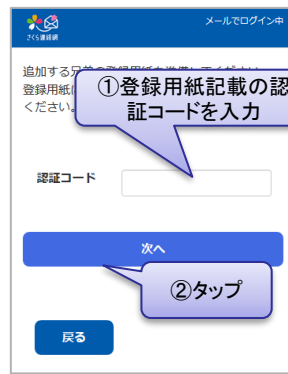 メールでログイン中
さくら連絡網
追加する
登録用紙
ください。
①登録用紙記載の認
証コードを入力
認証コード
次へ
②タップ
戻る